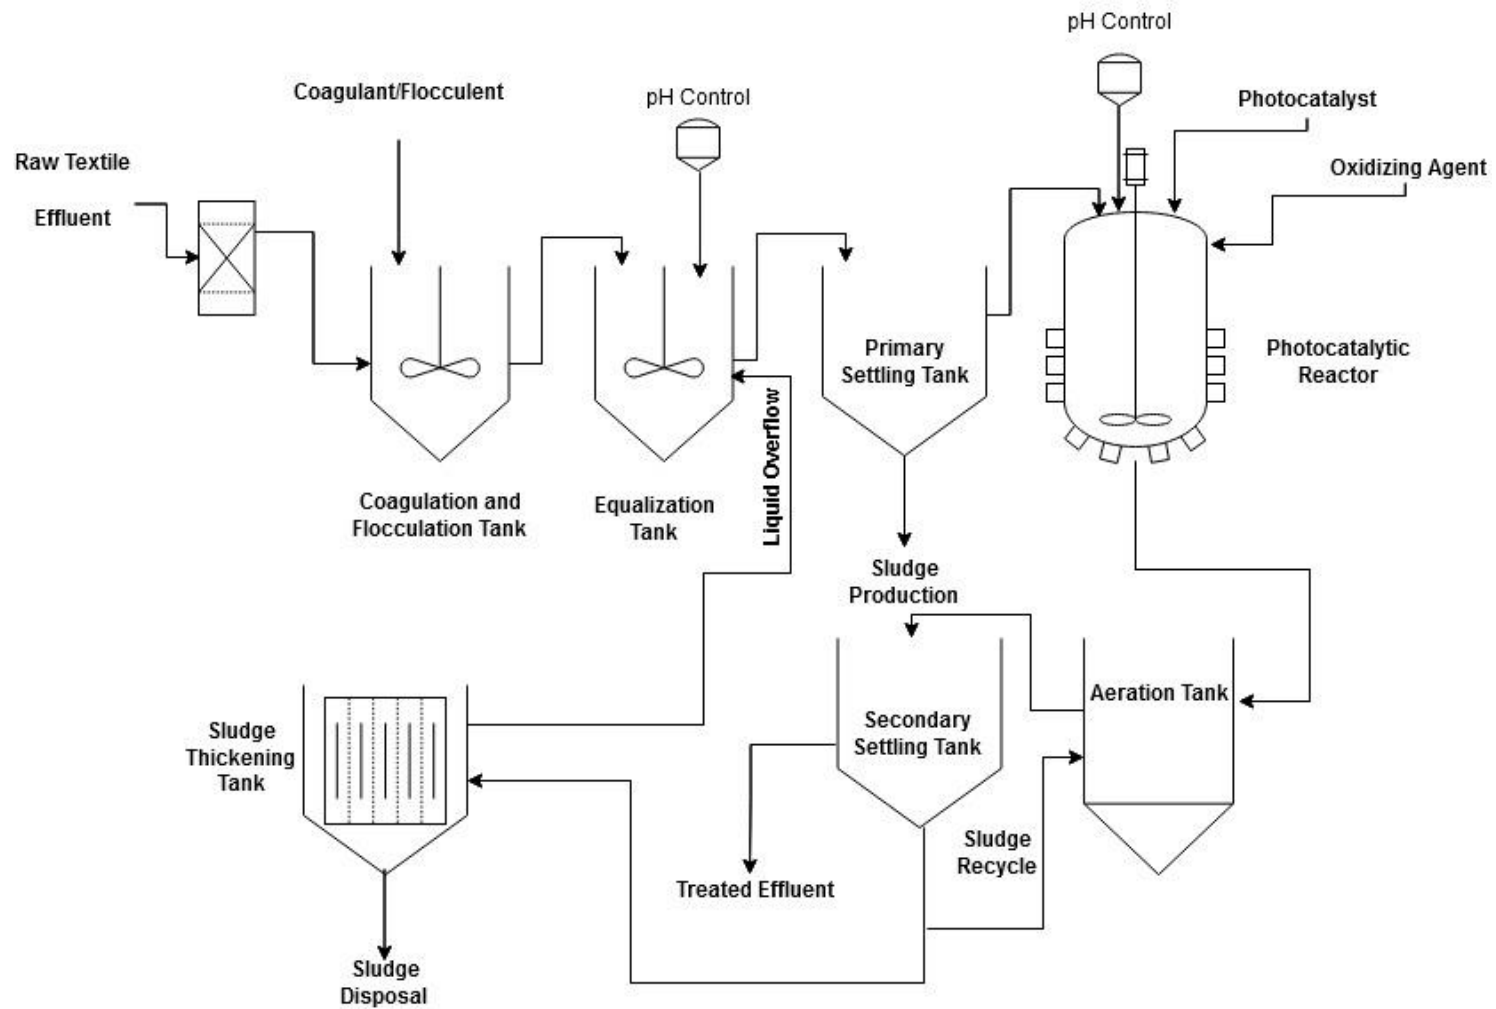 pH Control
Coagulant/Flocculent
pH Control
Photocatalyst
Raw Textile
Effluent
Oxidizing Agent
Primary
Settling Tank
Photocatalytic
Reactor
Liquid Overflow
Coagulation and
Flocculation Tank
Equalization
Tank
Sludge
Production
Aeration Tank
Sludge
Thickening
Tank
Secondary
Settling Tank
Sludge
Recycle
Treated Effluent
Sludge
Disposal